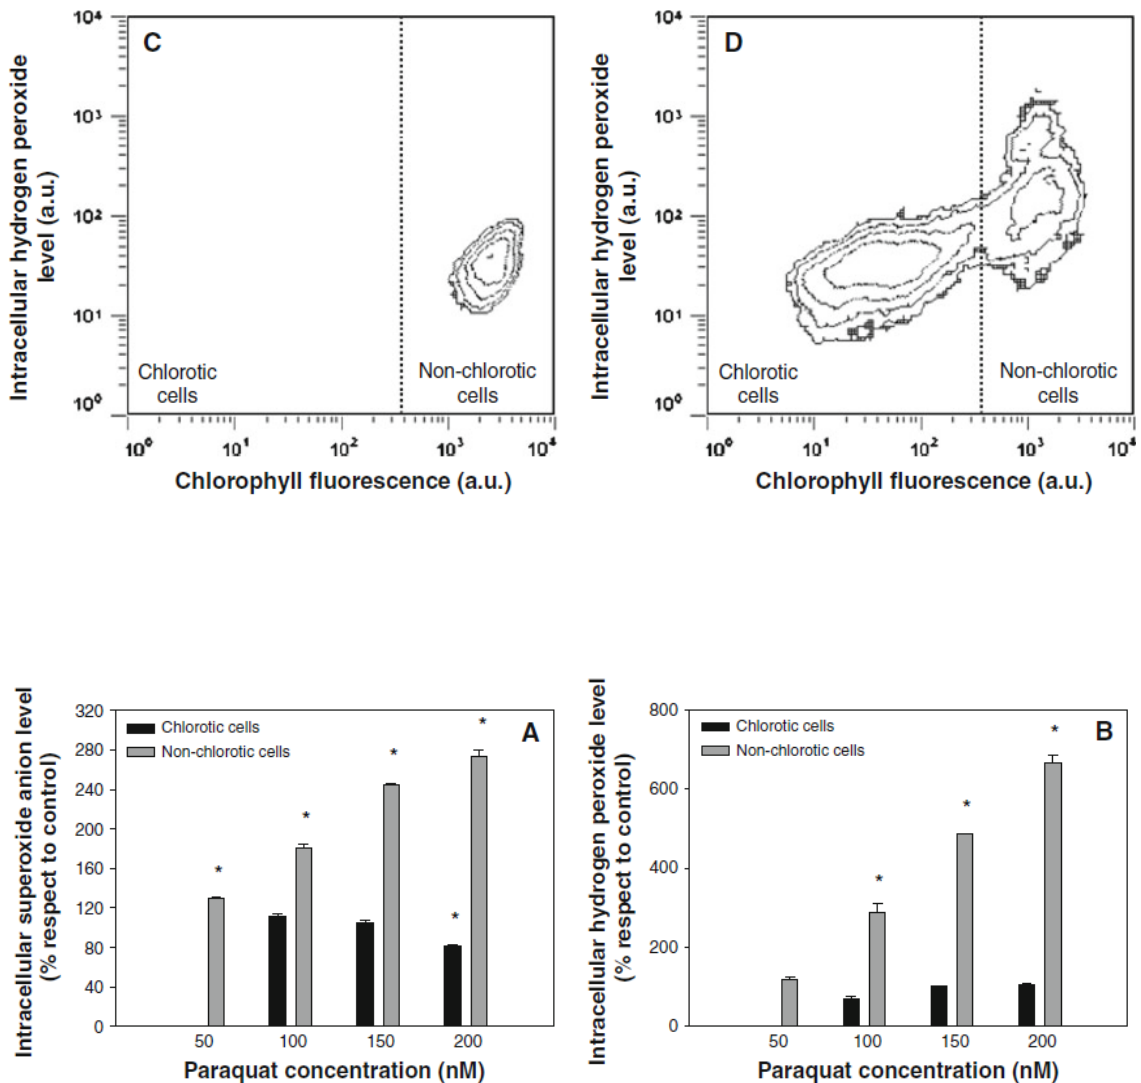 C
Intracellular hydrogen peroxide
level (a.u.)
10⁴
10³
10²
10¹
10⁰
Chlorotic
cells
Non-chlorotic
cells
10⁰ 10¹ 10² 10³ 10⁴
Chlorophyll fluorescence (a.u.)
D
Intracellular hydrogen peroxide
level (a.u.)
10⁴
10³
10²
10¹
10⁰
Chlorotic
cells
Non-chlorotic
cells
10⁰ 10¹ 10² 10³ 10⁴
Chlorophyll fluorescence (a.u.)
A
Intracellular superoxide anion level
(% respect to control)
320
280
240
200
160
120
80
40
0
Chlorotic cells
Non-chlorotic cells
*
*
*
*
*
50 100 150 200
Paraquat concentration (nM)
B
Intracellular hydrogen peroxide level
(% respect to control)
800
600
400
200
0
Chlorotic cells
Non-chlorotic cells
*
*
*
50 100 150 200
Paraquat concentration (nM)